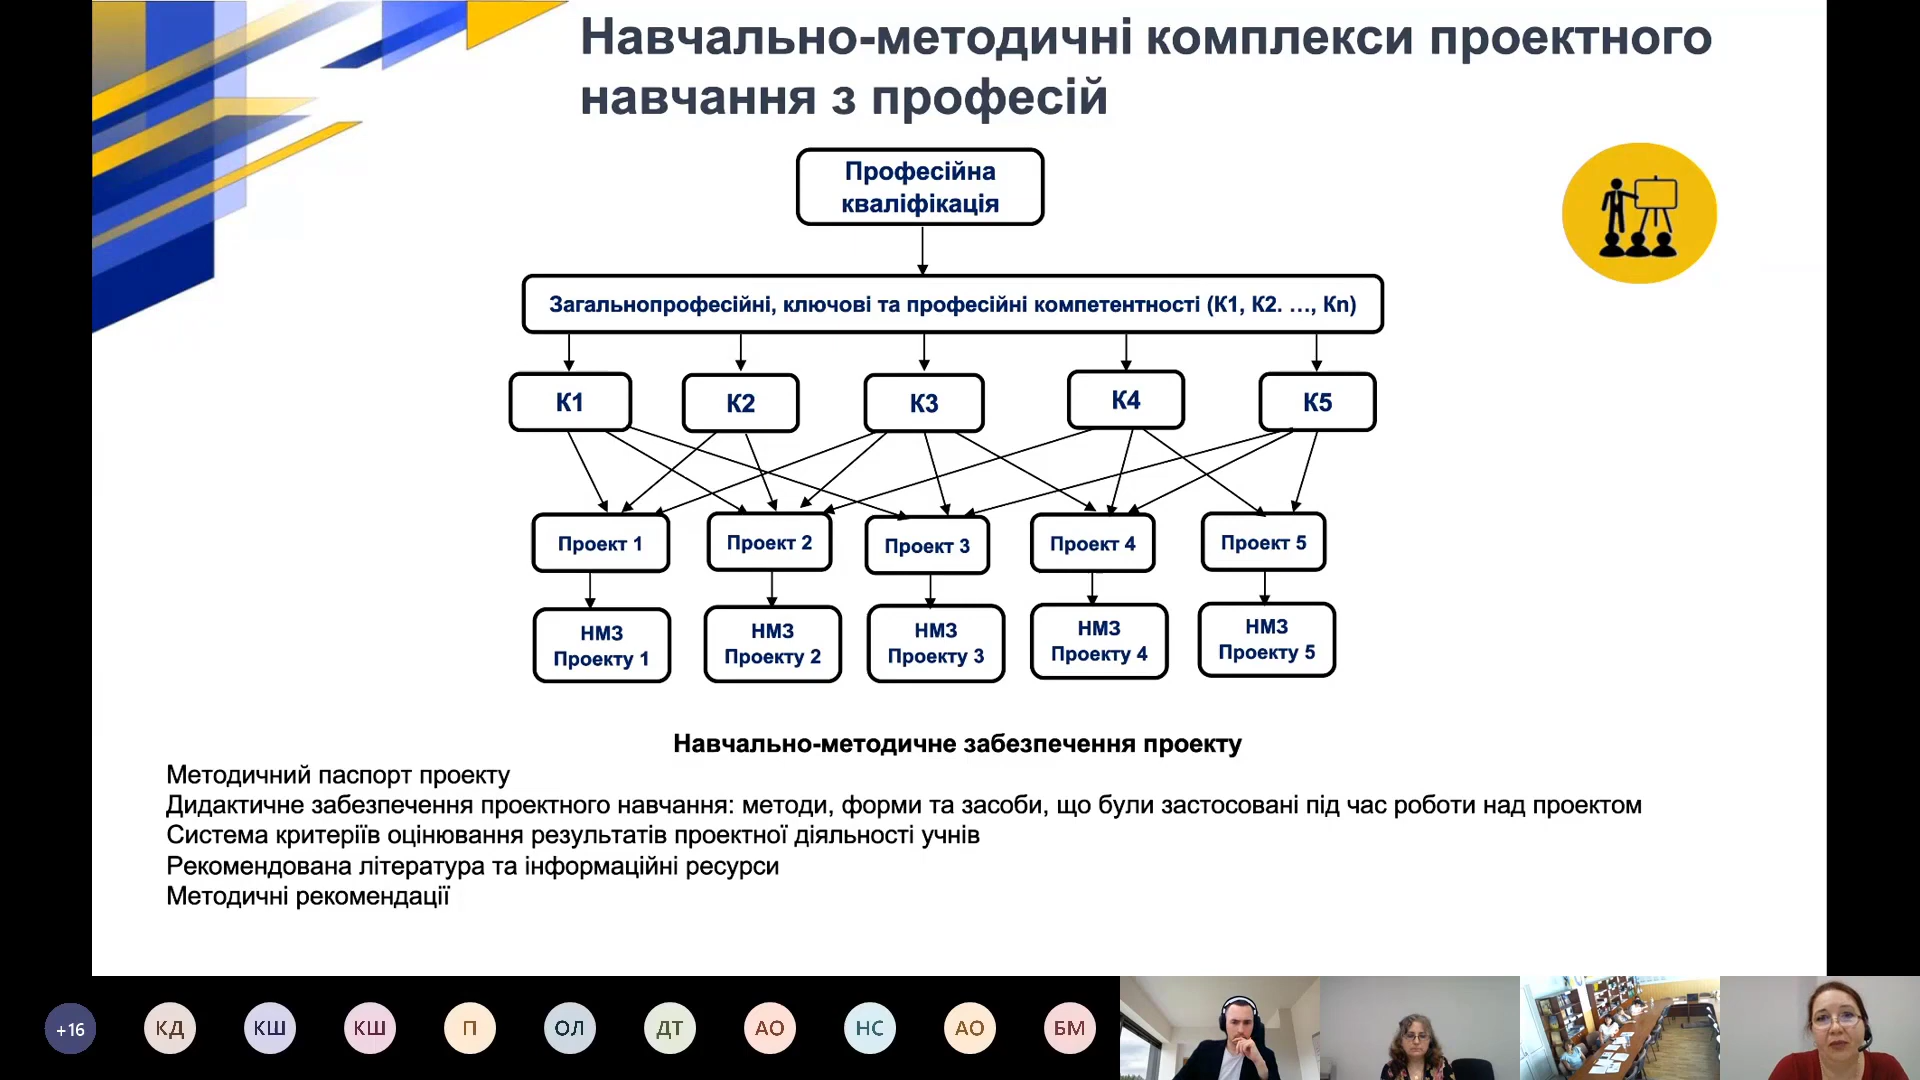 Навчально-методичні комплекси проектного
навчання з професій
Професійна
кваліфікація
Загальнопрофесійні, ключові та професійні компетентності (К1, К2. ..., Кn)
К1
К2
К3
К4
К5
Проект 1
Проект 2
Проект 3
Проект 4
Проект 5
НМЗ
Проекту 1
НМЗ
Проекту 2
НМЗ
Проекту 3
НМЗ
Проекту 4
НМЗ
Проекту 5
Навчально-методичне забезпечення проекту
Методичний паспорт проекту
Дидактичне забезпечення проектного навчання: методи, форми та засоби, що були застосовані під час роботи над проектом
Система критеріїв оцінювання результатів проектної діяльності учнів
Рекомендована література та інформаційні ресурси
Методичні рекомендації
+16
КД
КШ
КШ
П
ОЛ
ДТ
АО
НС
АО
БМ